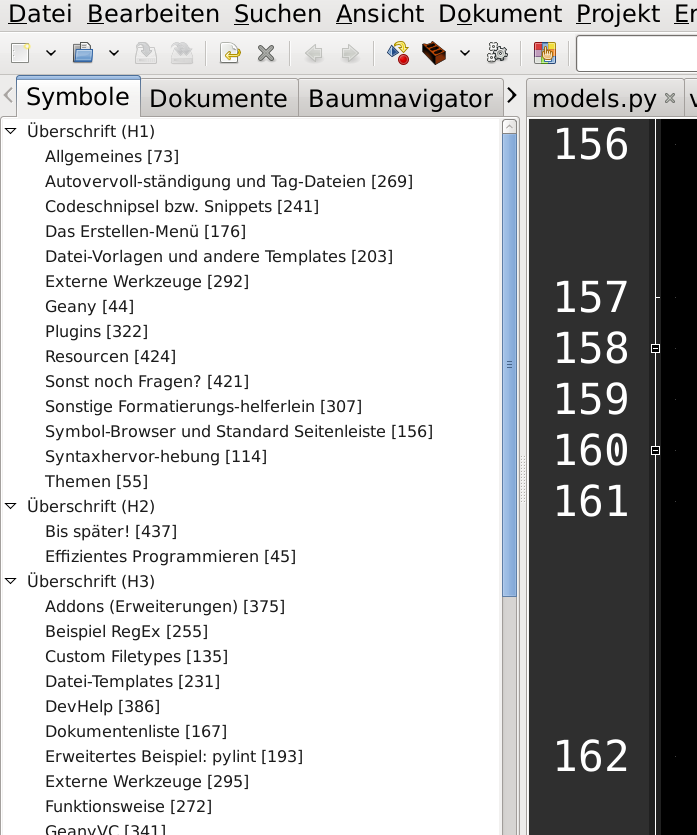 Datei Bearbeiten Suchen Ansicht Dokument Projekt
Symbole Dokumente Baumnavigator models.py
Überschrift (H1)
Allgemeines [73]
Autovervoll-ständigung und Tag-Dateien [269]
Codeschnipsel bzw. Snippets [241]
Das Erstellen-Menü [176]
Datei-Vorlagen und andere Templates [203]
Externe Werkzeuge [292]
Geany [44]
Plugins [322]
Resourcen [424]
Sonst noch Fragen? [421]
Sonstige Formatierungs-helferlein [307]
Symbol-Browser und Standard Seitenleiste [156]
Syntaxhervor-hebung [114]
Themen [55]
Überschrift (H2)
Bis später! [437]
Effizientes Programmieren [45]
Überschrift (H3)
Addons (Erweiterungen) [375]
Beispiel RegEx [255]
Custom Filetypes [135]
Datei-Templates [231]
DevHelp [386]
Dokumentenliste [167]
Erweitertes Beispiel: pylint [193]
Externe Werkzeuge [295]
Funktionsweise [272]
GeanyVC [341]
156
157
158
159
160
161
162